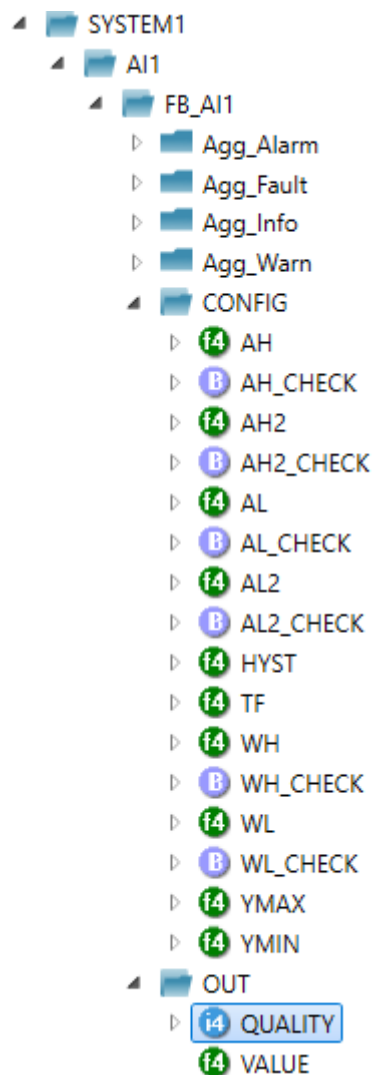 SYSTEM1
AI1
FB_AI1
Agg_Alarm
Agg_Fault
Agg_Info
Agg_Warn
CONFIG
f4 AH
B AH_CHECK
f4 AH2
B AH2_CHECK
f4 AL
B AL_CHECK
f4 AL2
B AL2_CHECK
f4 HYST
f4 TF
f4 WH
B WH_CHECK
f4 WL
B WL_CHECK
f4 YMAX
f4 YMIN
OUT
i4 QUALITY
f4 VALUE